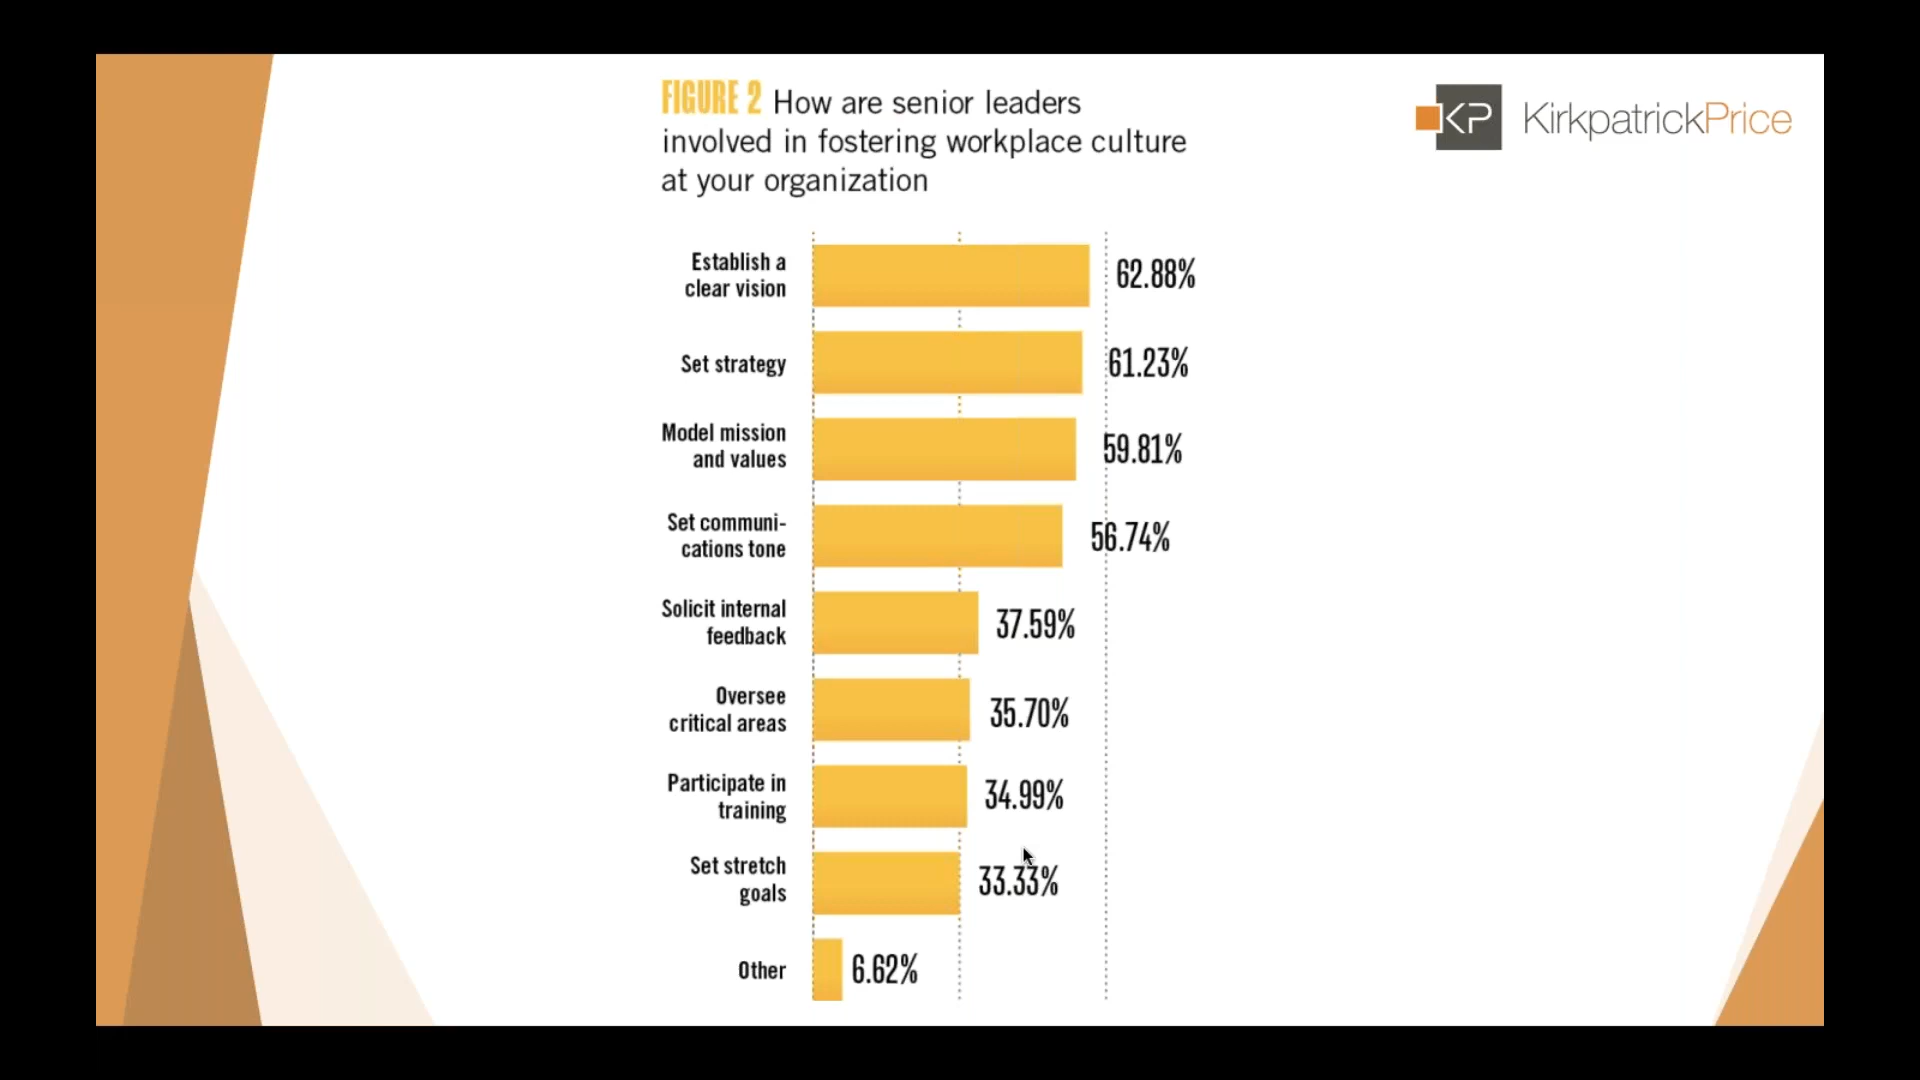 FIGURE 2 How are senior leaders
involved in fostering workplace culture
at your organization
KP KirkpatrickPrice
Establish a
clear vision
62.88%
Set strategy
61.23%
Model mission
and values
59.81%
Set communi-
cations tone
56.74%
Solicit internal
feedback
37.59%
Oversee
critical areas
35.70%
Participate in
training
34.99%
Set stretch
goals
33.33%
Other
6.62%